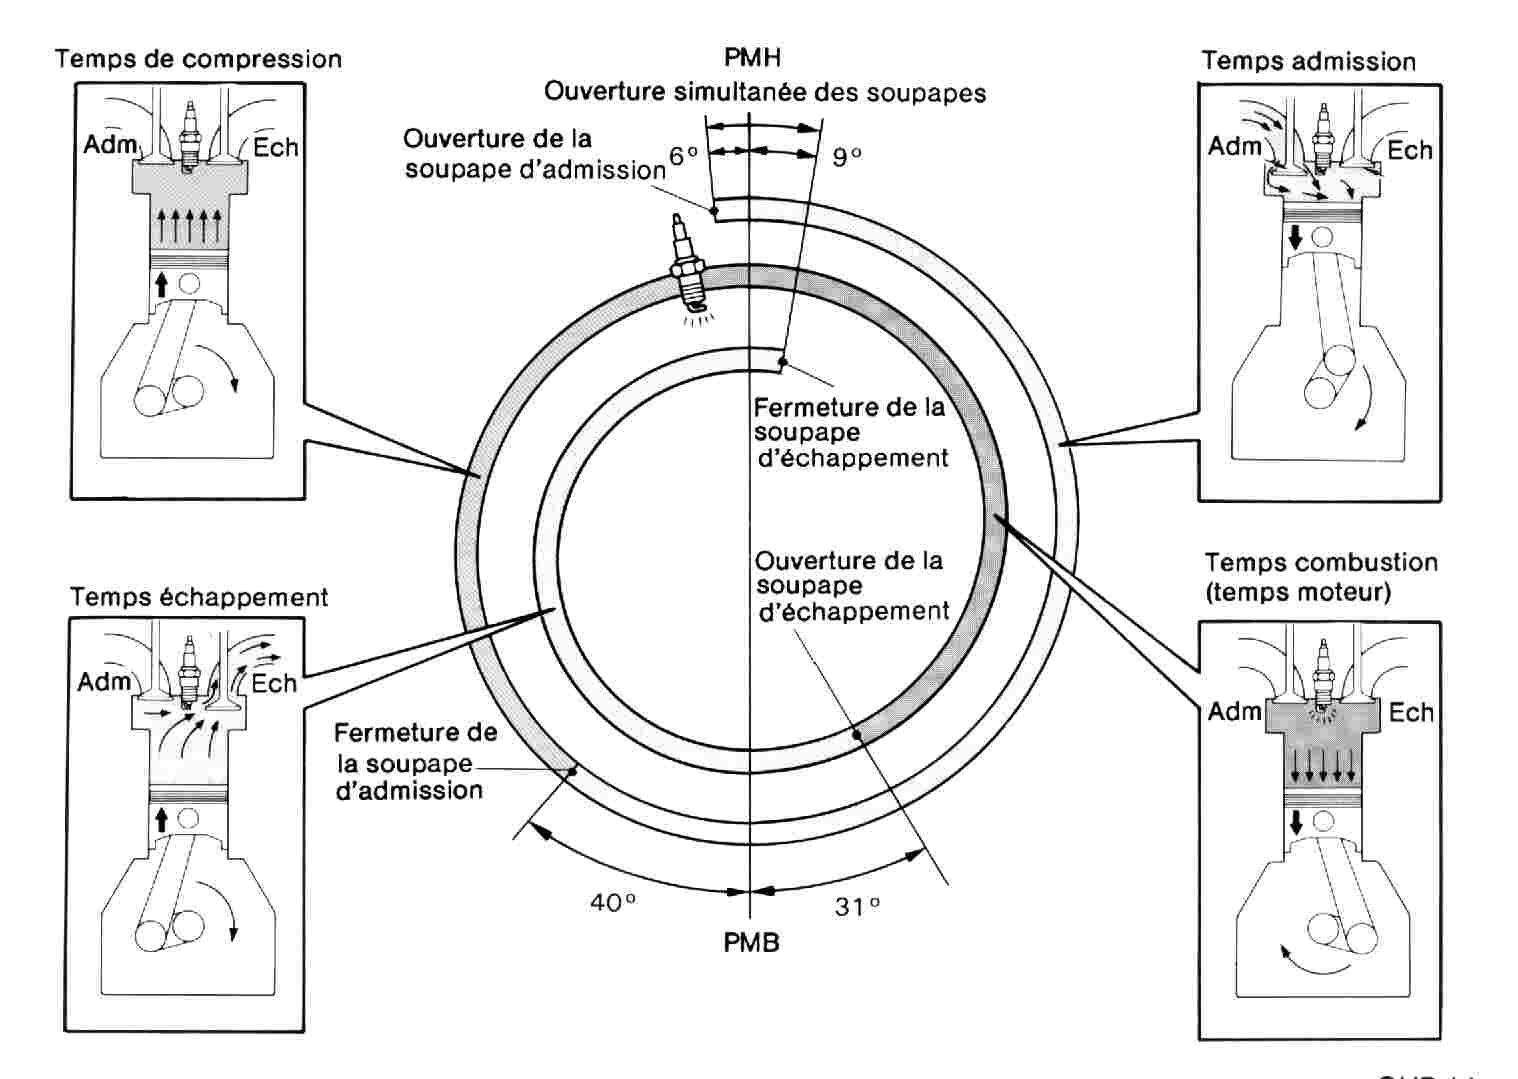 Temps de compression
Adm
Ech
PMH
Ouverture simultanée des soupapes
Ouverture de la
soupape d'admission
6°
9°
Temps admission
Adm
Ech
Fermeture de la
soupape
d'échappement
Ouverture de la
soupape
d'échappement
Temps échappement
Adm
Ech
Fermeture de
la soupape
d'admission
Temps combustion
(temps moteur)
Adm
Ech
40°
31°
PMB